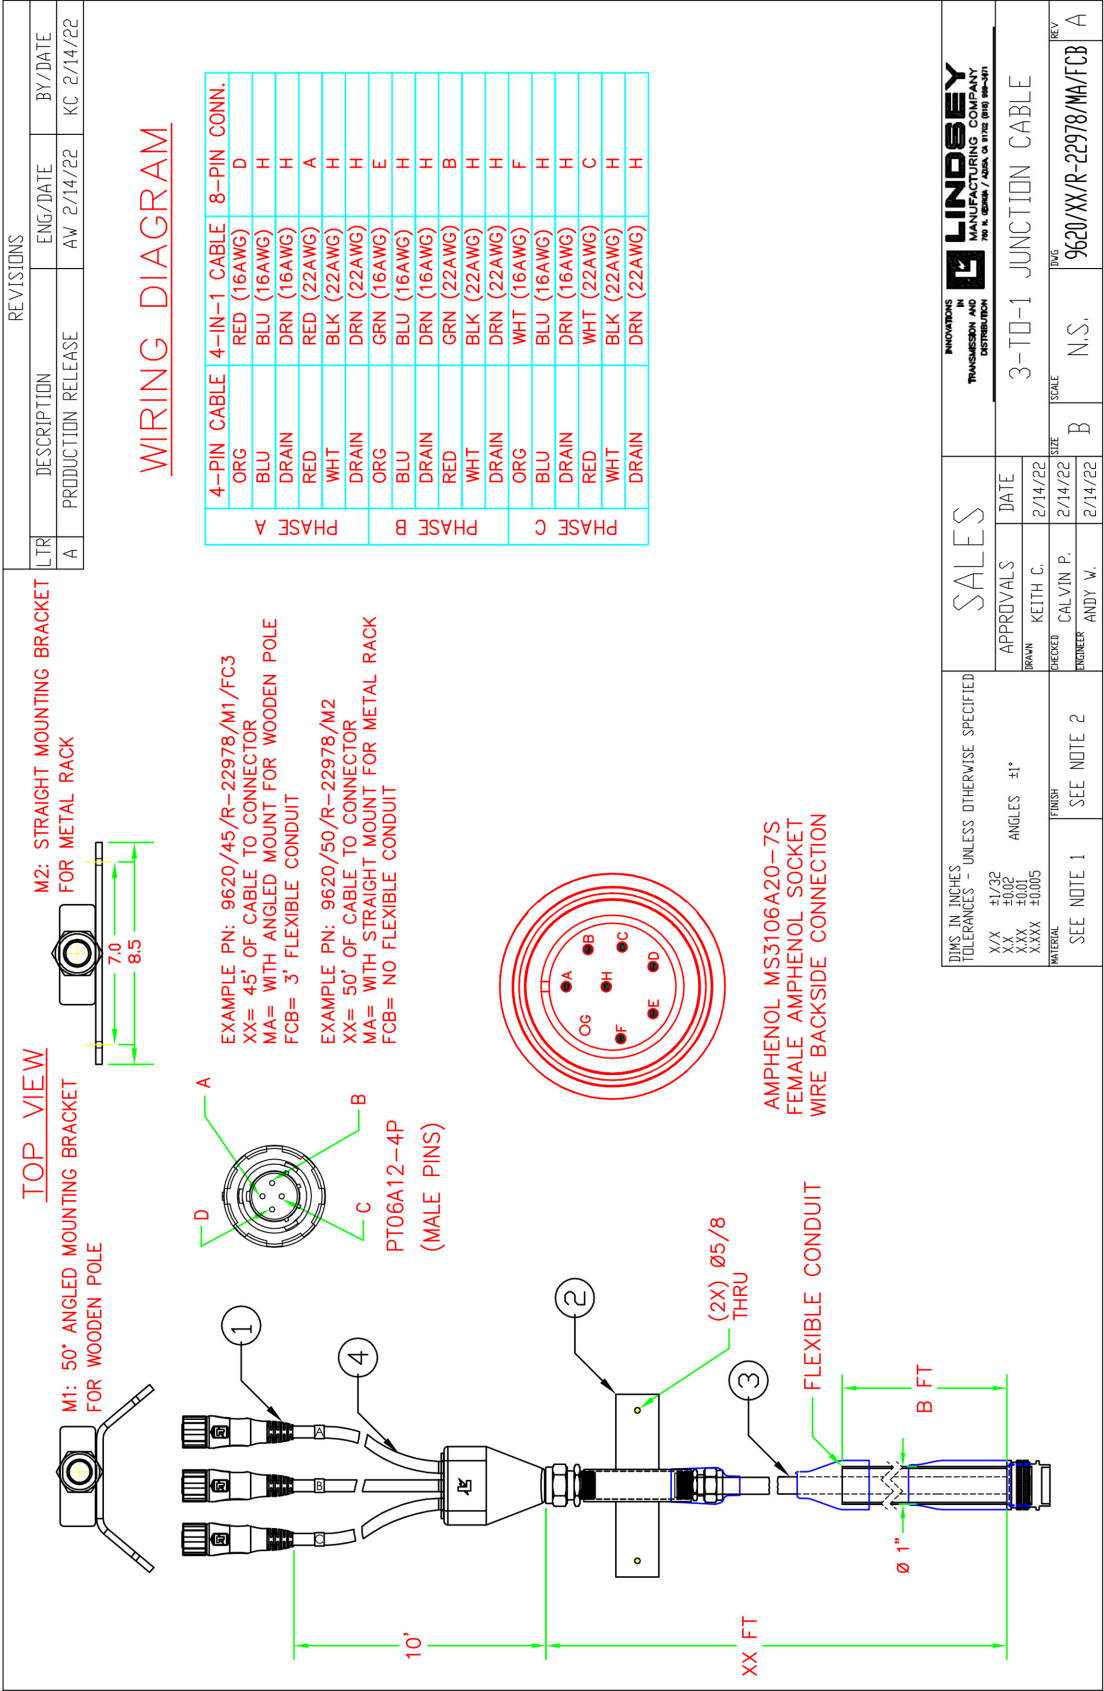 REVISIONS
LTR DESCRIPTION ENG/DATE BY/DATE
A PRODUCTION RELEASE AW 2/14/22 KC 2/14/22
TOP VIEW
M1: 50° ANGLED MOUNTING BRACKET
FOR WOODEN POLE
M2: STRAIGHT MOUNTING BRACKET
FOR METAL RACK
7.0
8.5
WIRING DIAGRAM
4-PIN CABLE 4-IN-1 CABLE 8-PIN CONN.
PHASE A
ORG RED (16AWG) D
BLU BLU (16AWG) H
DRAIN DRN (16AWG) H
RED RED (22AWG) A
WHT BLK (22AWG) H
DRAIN DRN (22AWG) H
PHASE B
ORG GRN (16AWG) E
BLU BLU (16AWG) H
DRAIN DRN (16AWG) H
RED GRN (22AWG) B
WHT BLK (22AWG) H
DRAIN DRN (22AWG) H
PHASE C
ORG WHT (16AWG) F
BLU BLU (16AWG) H
DRAIN DRN (16AWG) H
RED WHT (22AWG) C
WHT BLK (22AWG) H
DRAIN DRN (22AWG) H
EXAMPLE PN: 9620/45/R-22978/M1/FC3
XX= 45' OF CABLE TO CONNECTOR
MA= WITH ANGLED MOUNT FOR WOODEN POLE
FCB= 3' FLEXIBLE CONDUIT
EXAMPLE PN: 9620/50/R-22978/M2
XX= 50' OF CABLE TO CONNECTOR
MA= WITH STRAIGHT MOUNT FOR METAL RACK
FCB= NO FLEXIBLE CONDUIT
D
A
C
B
PT06A12-4P
(MALE PINS)
A
B
C
D
E
F
G
H
AMPHENOL MS3106A20-7S
FEMALE AMPHENOL SOCKET
WIRE BACKSIDE CONNECTION
1
4
2
3
A
B
C
10'
XX FT
(2X) Ø5/8
THRU
FLEXIBLE CONDUIT
B FT
Ø 1"
DIMS IN INCHES
TOLERANCES - UNLESS OTHERWISE SPECIFIED
X/X ±1/32
X.X ±0.02
X.XX ±0.01
X.XXX ±0.005
ANGLES ±1°
MATERIAL
SEE NOTE 1
FINISH
SEE NOTE 2
SALES
APPROVALS DATE
DRAWN KEITH C. 2/14/22
CHECKED CALVIN P. 2/14/22
ENGINEER ANDY W. 2/14/22
INNOVATIONS
IN
TRANSMISSION AND
DISTRIBUTION
LINDSEY
MANUFACTURING COMPANY
760 N. GEORGIA / AZUSA, CA 91702 (818) 969-3471
3-TO-1 JUNCTION CABLE
SIZE B
SCALE N.S.
DWG 9620/XX/R-22978/MA/FCB
REV A